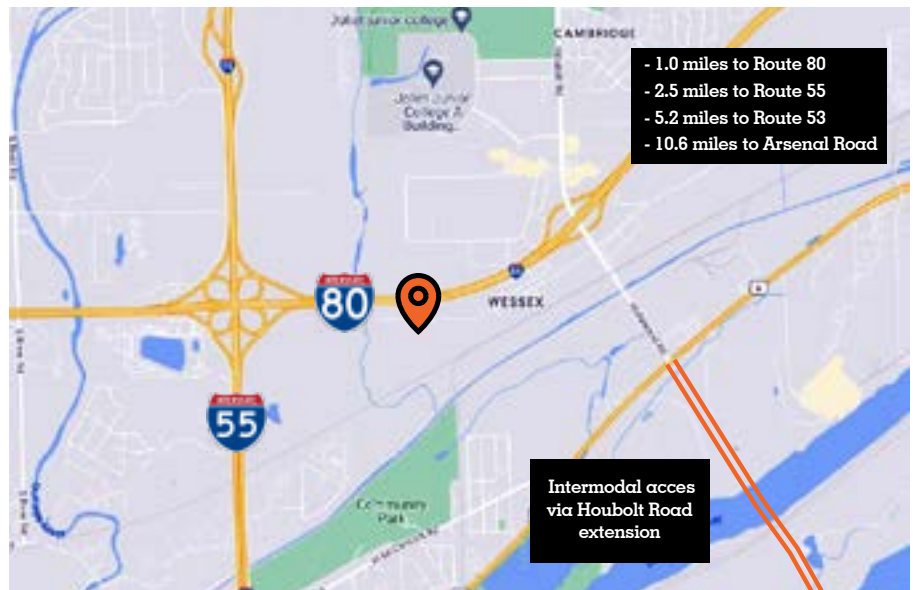 Joliet Junior College
CAMBRIDGE
- 1.0 miles to Route 80
- 2.5 miles to Route 55
- 5.2 miles to Route 53
- 10.6 miles to Arsenal Road
Joliet Junior
College A
Building...
80
WESSEX
6
55
Intermodal acces
via Houbolt Road
extension
Community
Park